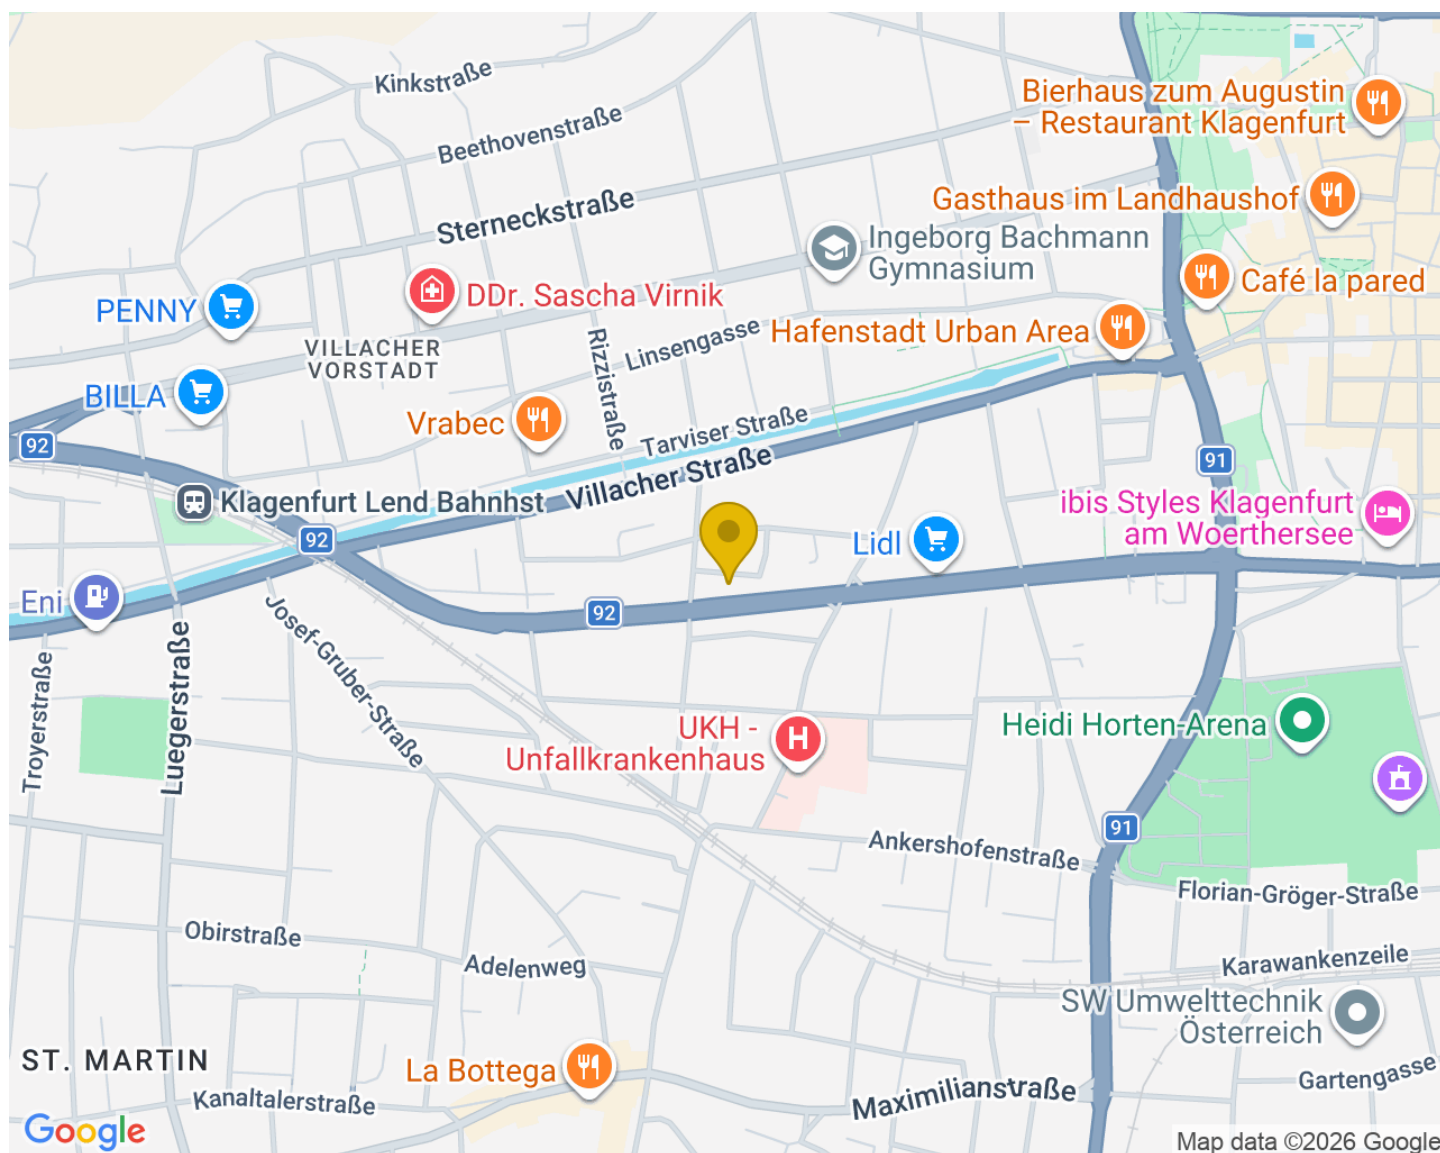 Kinkstraße
Beethovenstraße
Bierhaus zum Augustin
– Restaurant Klagenfurt
Sterneckstraße
Gasthaus im Landhaushof
Ingeborg Bachmann
Gymnasium
Café la pared
DDr. Sascha Virnik
PENNY
VILLACHER
VORSTADT
Rizzistraße
Linsengasse
Hafenstadt Urban Area
BILLA
Vrabec
Tarviser Straße
92
Villacher Straße
91
Klagenfurt Lend Bahnhst
ibis Styles Klagenfurt
am Woerthersee
92
Lidl
Eni
92
Josef-Gruber-Straße
Troyerstraße
Luegerstraße
UKH -
Unfallkrankenhaus
H
Heidi Horten-Arena
91
Ankershofenstraße
Florian-Gröger-Straße
Obirstraße
Adelenweg
Karawankenzeile
SW Umwelttechnik
Österreich
ST. MARTIN
La Bottega
Gartengasse
Kanaltalerstraße
Maximilianstraße
Google
Map data ©2026 Google